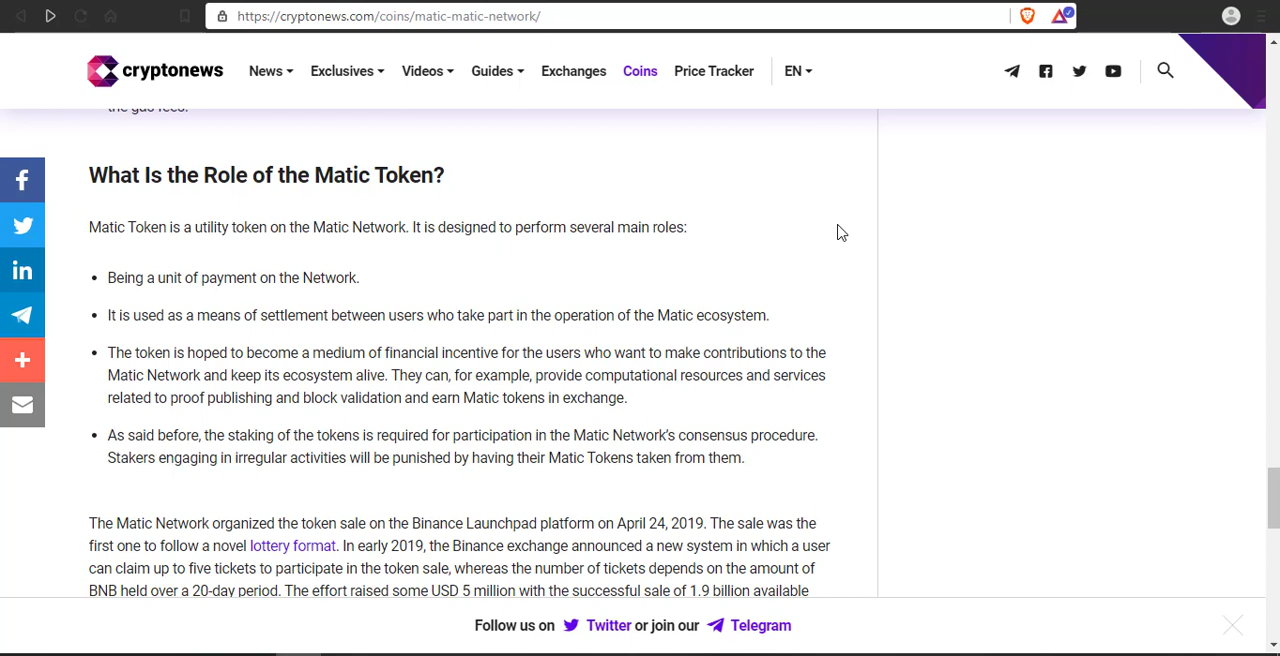 https://cryptonews.com/coins/matic-matic-network/
cryptonews News Exclusives Videos Guides Exchanges Coins Price Tracker EN
the gas fees.
What Is the Role of the Matic Token?
Matic Token is a utility token on the Matic Network. It is designed to perform several main roles:
• Being a unit of payment on the Network.
• It is used as a means of settlement between users who take part in the operation of the Matic ecosystem.
• The token is hoped to become a medium of financial incentive for the users who want to make contributions to the
Matic Network and keep its ecosystem alive. They can, for example, provide computational resources and services
related to proof publishing and block validation and earn Matic tokens in exchange.
• As said before, the staking of the tokens is required for participation in the Matic Network’s consensus procedure.
Stakers engaging in irregular activities will be punished by having their Matic Tokens taken from them.
The Matic Network organized the token sale on the Binance Launchpad platform on April 24, 2019. The sale was the
first one to follow a novel lottery format. In early 2019, the Binance exchange announced a new system in which a user
can claim up to five tickets to participate in the token sale, whereas the number of tickets depends on the amount of
BNB held over a 20-day period. The effort raised some USD 5 million with the successful sale of 1.9 billion available
Follow us on Twitter or join our Telegram